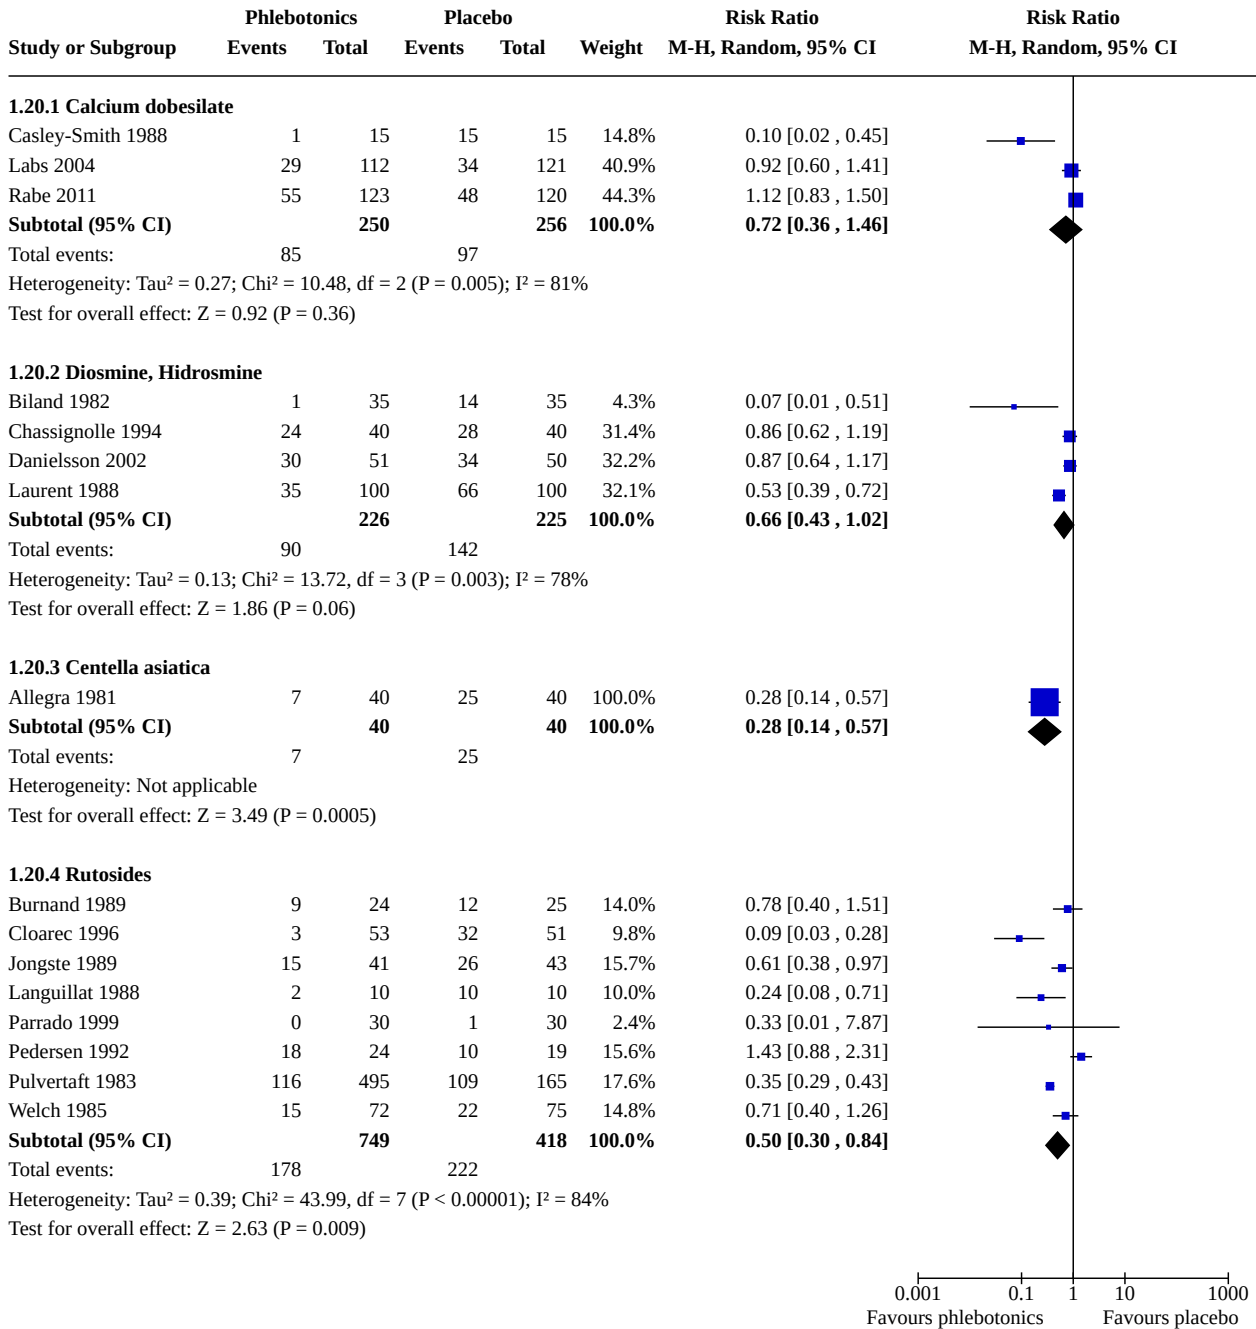 Phlebotonics Placebo Risk Ratio Risk Ratio
Study or Subgroup Events Total Events Total Weight M-H, Random, 95% CI M-H, Random, 95% CI
1.20.1 Calcium dobesilate
Casley-Smith 1988 1 15 15 15 14.8% 0.10 [0.02 , 0.45]
Labs 2004 29 112 34 121 40.9% 0.92 [0.60 , 1.41]
Rabe 2011 55 123 48 120 44.3% 1.12 [0.83 , 1.50]
Subtotal (95% CI) 250 256 100.0% 0.72 [0.36 , 1.46]
Total events: 85 97
Heterogeneity: Tau² = 0.27; Chi² = 10.48, df = 2 (P = 0.005); I² = 81%
Test for overall effect: Z = 0.92 (P = 0.36)
1.20.2 Diosmine, Hidrosmine
Biland 1982 1 35 14 35 4.3% 0.07 [0.01 , 0.51]
Chassignolle 1994 24 40 28 40 31.4% 0.86 [0.62 , 1.19]
Danielsson 2002 30 51 34 50 32.2% 0.87 [0.64 , 1.17]
Laurent 1988 35 100 66 100 32.1% 0.53 [0.39 , 0.72]
Subtotal (95% CI) 226 225 100.0% 0.66 [0.43 , 1.02]
Total events: 90 142
Heterogeneity: Tau² = 0.13; Chi² = 13.72, df = 3 (P = 0.003); I² = 78%
Test for overall effect: Z = 1.86 (P = 0.06)
1.20.3 Centella asiatica
Allegra 1981 7 40 25 40 100.0% 0.28 [0.14 , 0.57]
Subtotal (95% CI) 40 40 100.0% 0.28 [0.14 , 0.57]
Total events: 7 25
Heterogeneity: Not applicable
Test for overall effect: Z = 3.49 (P = 0.0005)
1.20.4 Rutosides
Burnand 1989 9 24 12 25 14.0% 0.78 [0.40 , 1.51]
Cloarec 1996 3 53 32 51 9.8% 0.09 [0.03 , 0.28]
Jongste 1989 15 41 26 43 15.7% 0.61 [0.38 , 0.97]
Languillat 1988 2 10 10 10 10.0% 0.24 [0.08 , 0.71]
Parrado 1999 0 30 1 30 2.4% 0.33 [0.01 , 7.87]
Pedersen 1992 18 24 10 19 15.6% 1.43 [0.88 , 2.31]
Pulvertaft 1983 116 495 109 165 17.6% 0.35 [0.29 , 0.43]
Welch 1985 15 72 22 75 14.8% 0.71 [0.40 , 1.26]
Subtotal (95% CI) 749 418 100.0% 0.50 [0.30 , 0.84]
Total events: 178 222
Heterogeneity: Tau² = 0.39; Chi² = 43.99, df = 7 (P < 0.00001); I² = 84%
Test for overall effect: Z = 2.63 (P = 0.009)
0.001 0.1 1 10 1000
Favours phlebotonics Favours placebo